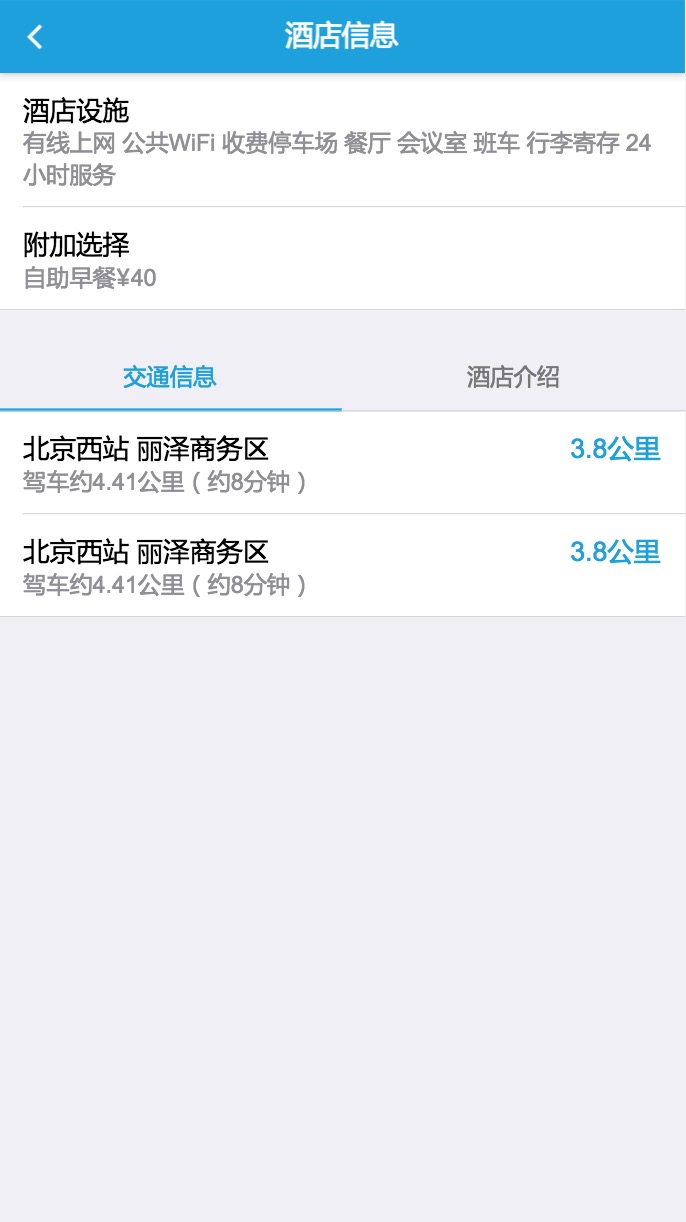 酒店信息
酒店设施
有线上网 公共WiFi 收费停车场 餐厅 会议室 班车 行李寄存 24
小时服务
附加选择
自助早餐¥40
交通信息 酒店介绍
北京西站 丽泽商务区 3.8公里
驾车约4.41公里（约8分钟）
北京西站 丽泽商务区 3.8公里
驾车约4.41公里（约8分钟）